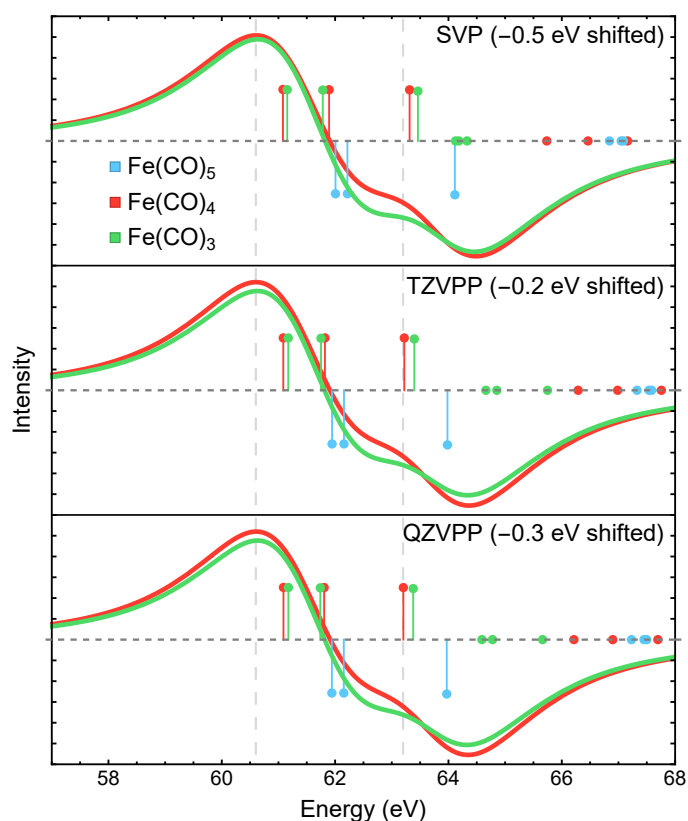 SVP (−0.5 eV shifted)
Fe(CO)₅
Fe(CO)₄
Fe(CO)₃
TZVPP (−0.2 eV shifted)
Intensity
QZVPP (−0.3 eV shifted)
58 60 62 64 66 68
Energy (eV)